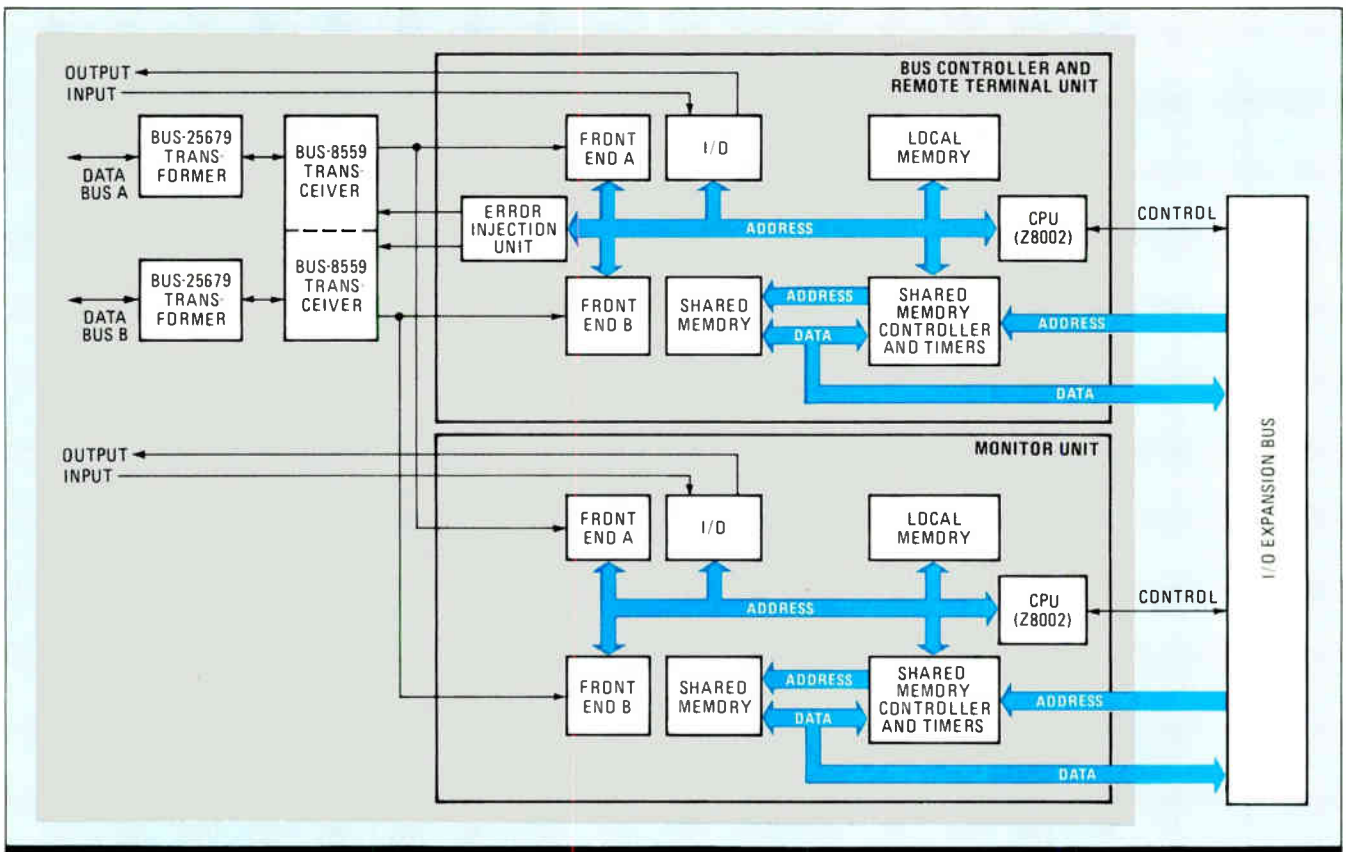 OUTPUT
INPUT
BUS CONTROLLER AND
REMOTE TERMINAL UNIT
BUS-25679
TRANS-
FORMER
DATA
BUS A
BUS-8559
TRANS-
CEIVER
FRONT
END A
I/O
LOCAL
MEMORY
ERROR
INJECTION
UNIT
ADDRESS
CPU
(Z8002)
CONTROL
BUS-25679
TRANS-
FORMER
DATA
BUS B
BUS-8559
TRANS-
CEIVER
FRONT
END B
SHARED
MEMORY
ADDRESS
DATA
SHARED
MEMORY
CONTROLLER
AND TIMERS
ADDRESS
DATA
OUTPUT
INPUT
MONITOR UNIT
FRONT
END A
I/O
LOCAL
MEMORY
ADDRESS
CPU
(Z8002)
CONTROL
FRONT
END B
SHARED
MEMORY
ADDRESS
DATA
SHARED
MEMORY
CONTROLLER
AND TIMERS
ADDRESS
DATA
I/O EXPANSION BUS